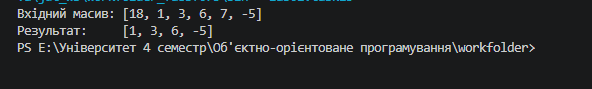 Вхідний масив: [18, 1, 3, 6, 7, -5]
Результат: [1, 3, 6, -5]
PS E:\Університет 4 семестр\Об'єктно-орієнтоване програмування\workfolder>